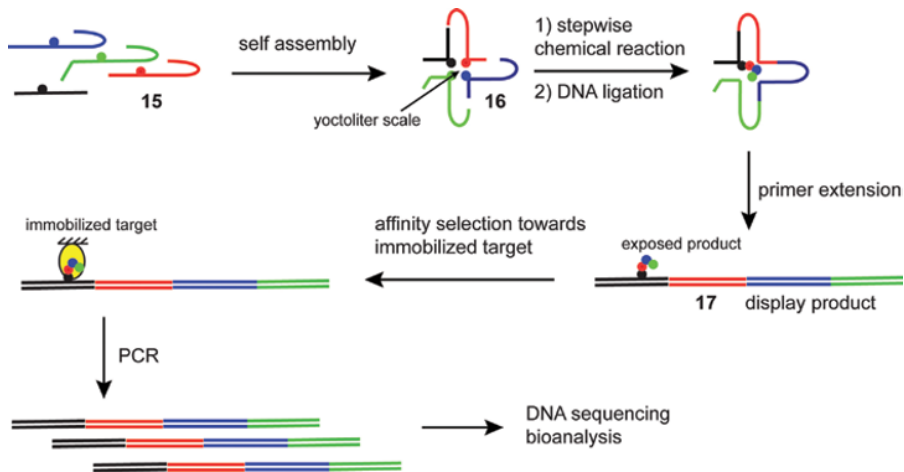 self assembly
15
yoctoliter scale
16
1) stepwise
chemical reaction
2) DNA ligation
primer extension
exposed product
17 display product
affinity selection towards
immobilized target
immobilized target
PCR
DNA sequencing
bioanalysis